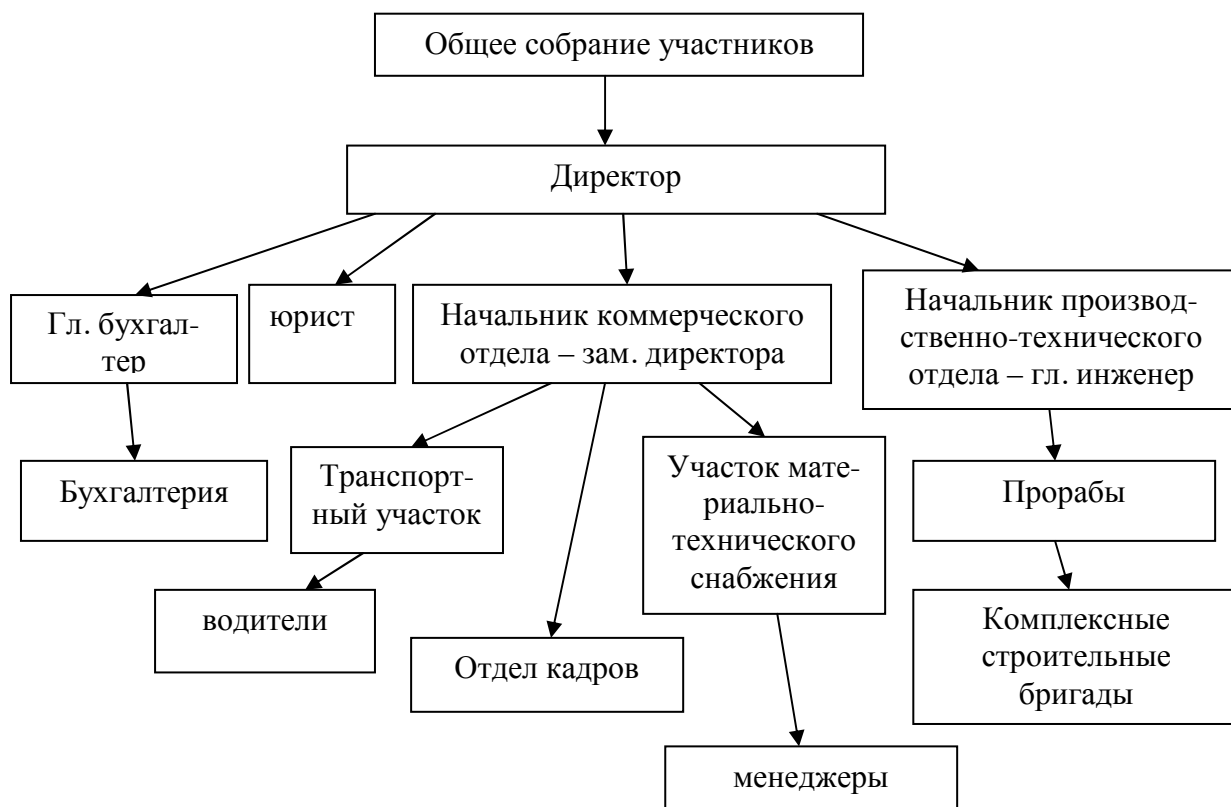 Общее собрание участников
Директор
Гл. бухгал-
тер
юрист
Начальник коммерческого
отдела – зам. директора
Начальник производ-
ственно-технического
отдела – гл. инженер
Бухгалтерия
Транспорт-
ный участок
Участок мате-
риально-
технического
снабжения
Прорабы
водители
Отдел кадров
Комплексные
строительные
бригады
менеджеры